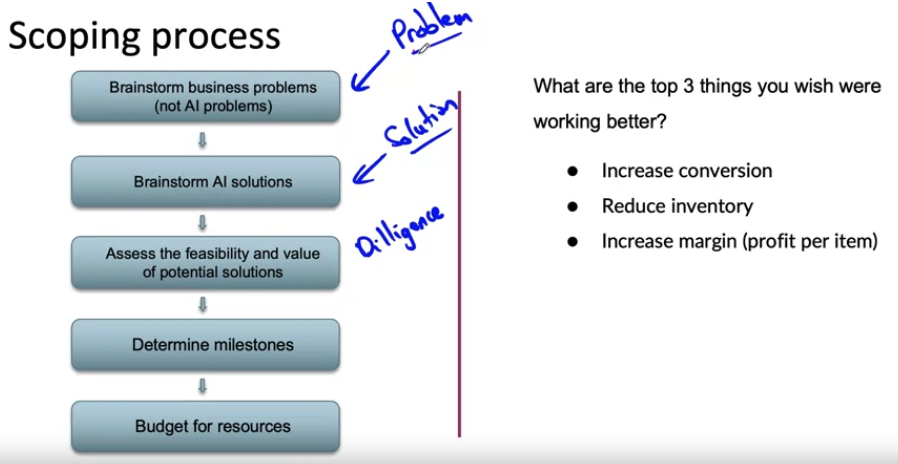 Scoping process
Problem
Brainstorm business problems
(not AI problems)
Solution
Brainstorm AI solutions
Dilligence
Assess the feasibility and value
of potential solutions
Determine milestones
Budget for resources
What are the top 3 things you wish were
working better?
● Increase conversion
● Reduce inventory
● Increase margin (profit per item)